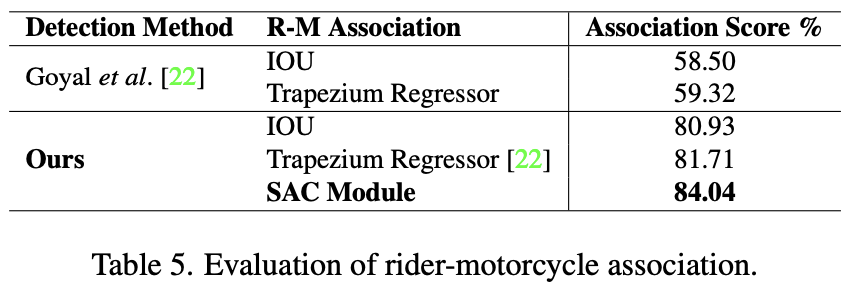 Detection Method R-M Association Association Score %
Goyal et al. [22] IOU 58.50
Trapezium Regressor 59.32
Ours IOU 80.93
Trapezium Regressor [22] 81.71
SAC Module 84.04
Table 5. Evaluation of rider-motorcycle association.